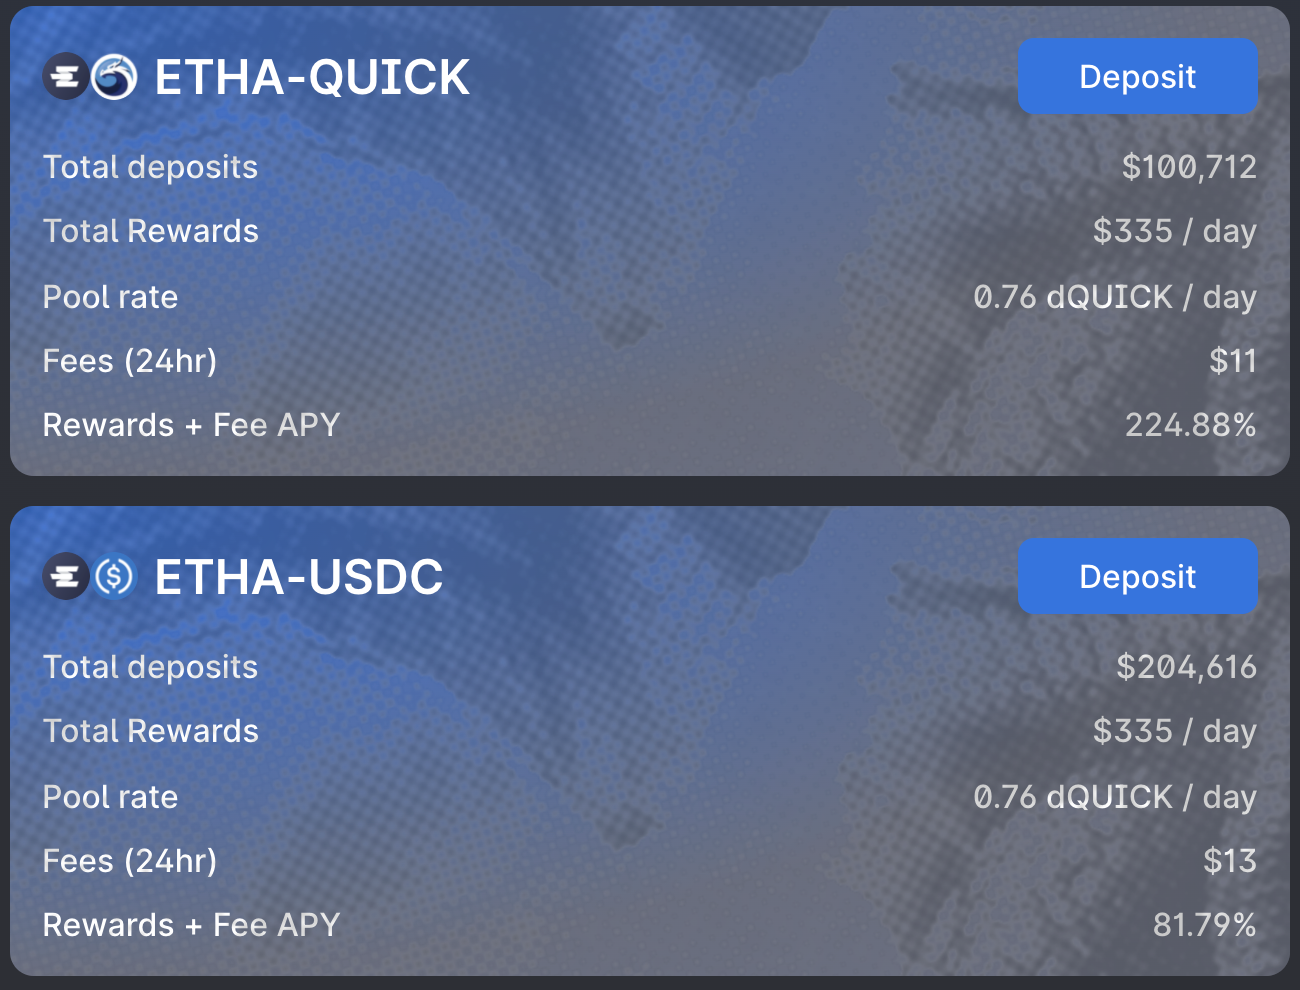 ETHA-QUICK
Deposit
Total deposits $100,712
Total Rewards $335 / day
Pool rate 0.76 dQUICK / day
Fees (24hr) $11
Rewards + Fee APY 224.88%
ETHA-USDC
Deposit
Total deposits $204,616
Total Rewards $335 / day
Pool rate 0.76 dQUICK / day
Fees (24hr) $13
Rewards + Fee APY 81.79%